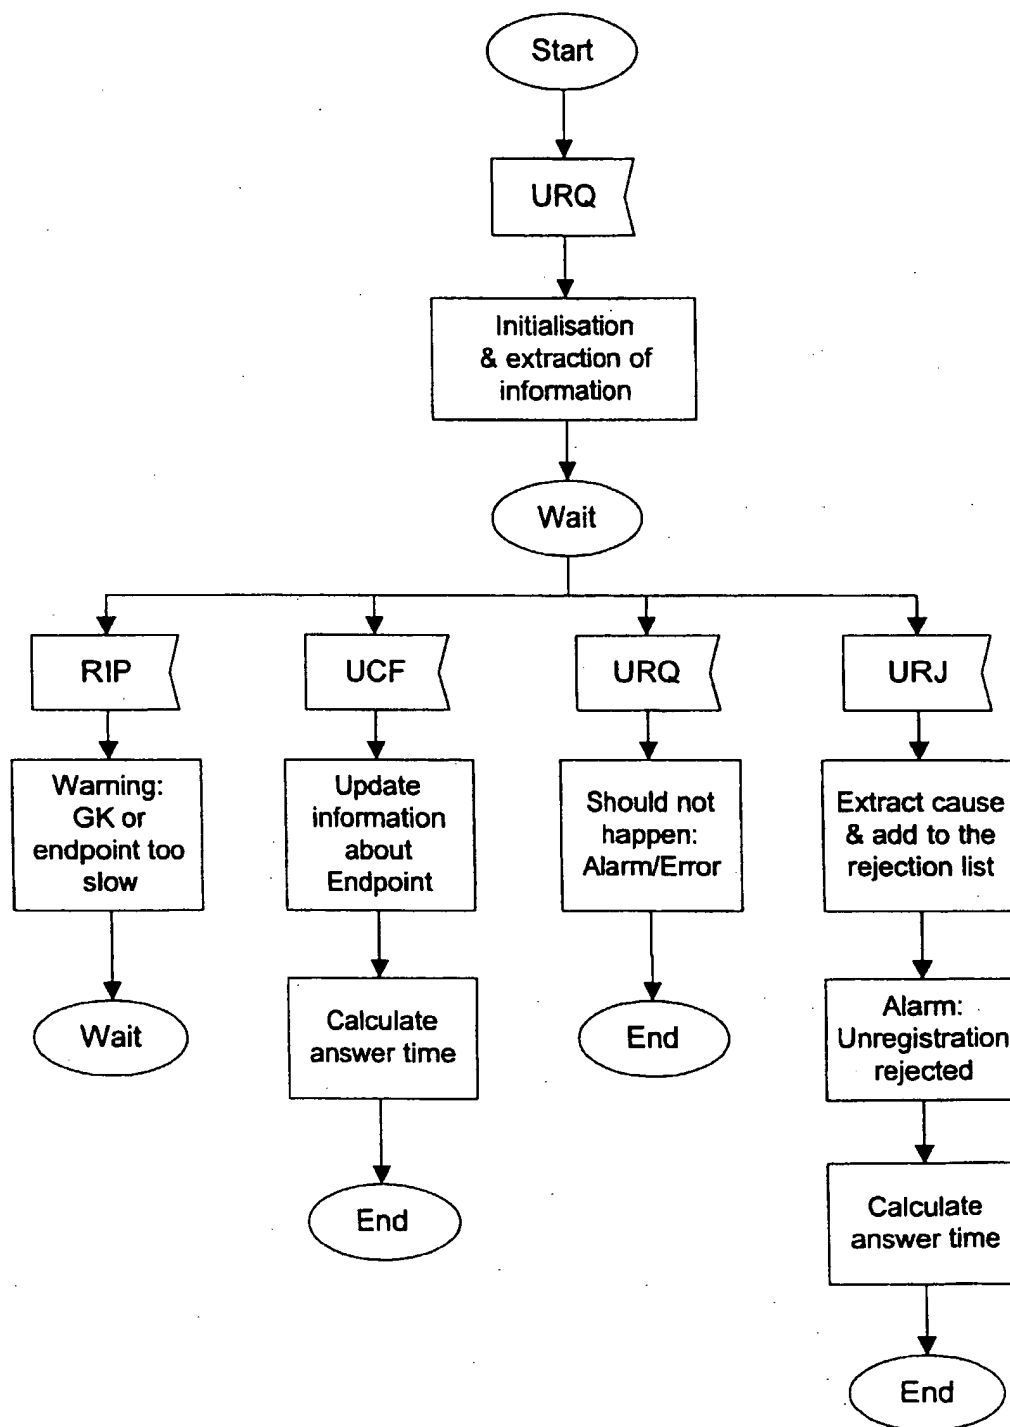 Start
URQ
Initialisation
& extraction of
information
Wait
RIP
UCF
URQ
URJ
Warning:
GK or
endpoint too
slow
Update
information
about
Endpoint
Should not
happen:
Alarm/Error
Extract cause
& add to the
rejection list
Wait
Calculate
answer time
End
Alarm:
Unregistration
rejected
End
Calculate
answer time
End